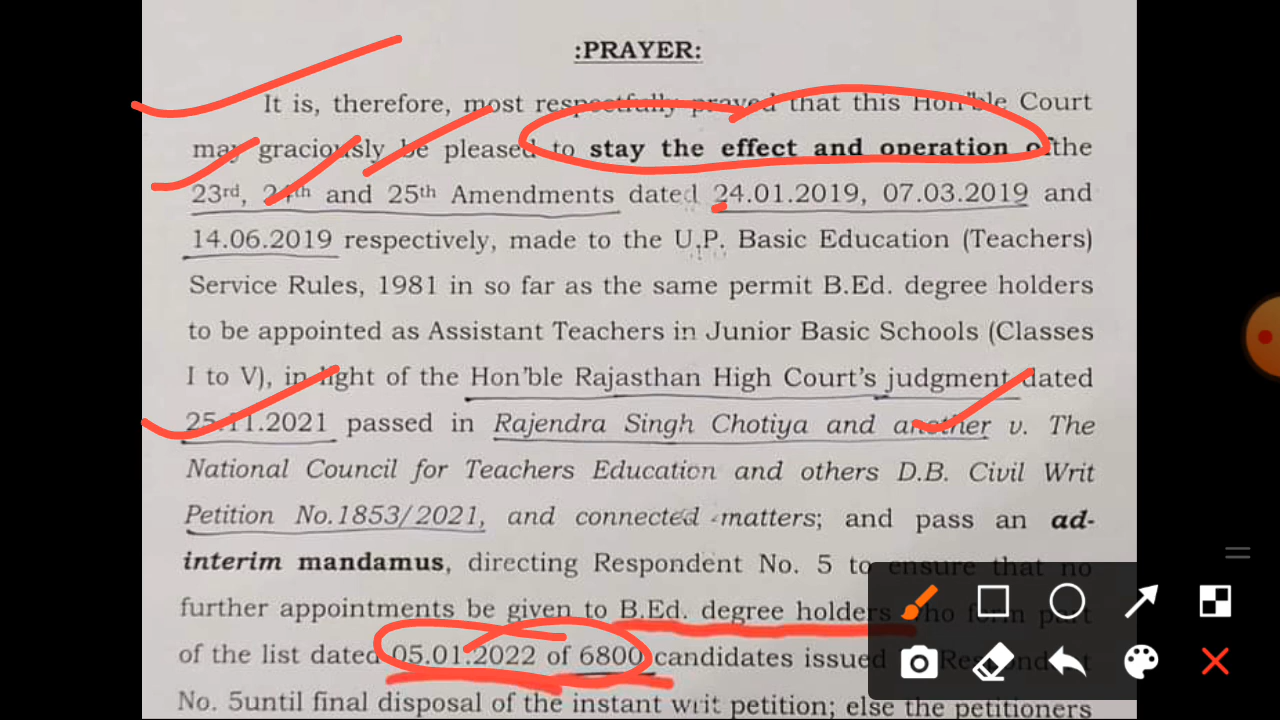 :PRAYER:
It is, therefore, most respectfully prayed that this Hon'ble Court
may graciously be pleased to stay the effect and operation of the
23rd, 24th and 25th Amendments dated 24.01.2019, 07.03.2019 and
14.06.2019 respectively, made to the U.P. Basic Education (Teachers)
Service Rules, 1981 in so far as the same permit B.Ed. degree holders
to be appointed as Assistant Teachers in Junior Basic Schools (Classes
I to V), in light of the Hon'ble Rajasthan High Court's judgment dated
25.11.2021 passed in Rajendra Singh Chotiya and another v. The
National Council for Teachers Education and others D.B. Civil Writ
Petition No.1853/2021, and connected matters; and pass an ad-
interim mandamus, directing Respondent No. 5 to ensure that no
further appointments be given to B.Ed. degree holders who form part
of the list dated 05.01.2022 of 6800 candidates issued Respondent
No. 5until final disposal of the instant writ petition; else the petitioners